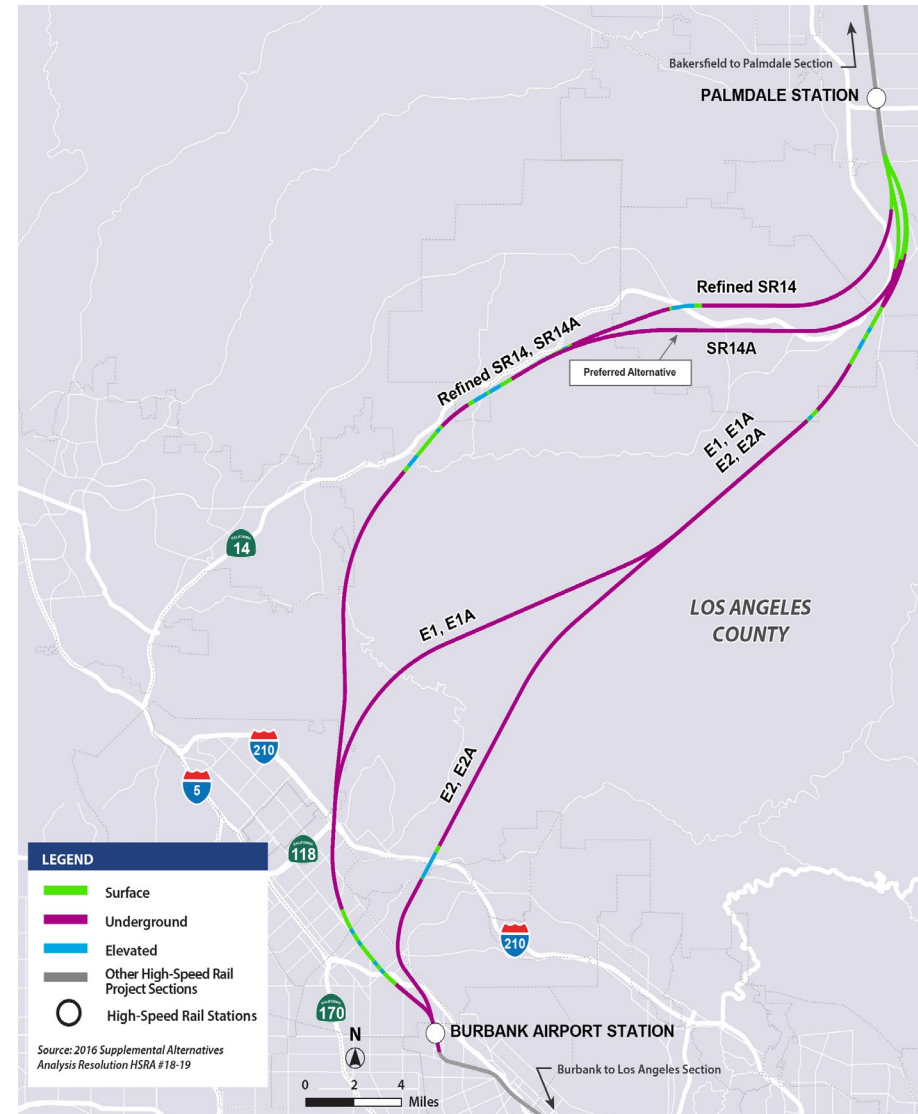 Bakersfield to Palmdale Section
PALMDALE STATION
Refined SR14
Refined SR14, SR14A
SR14A
Preferred Alternative
E1, E1A
E2, E2A
CALIFORNIA
14
LOS ANGELES
COUNTY
E1, E1A
210
E2, E2A
5
CALIFORNIA
118
LEGEND
Surface
Underground
Elevated
Other High-Speed Rail
Project Sections
High-Speed Rail Stations
Source: 2016 Supplemental Alternatives
Analysis Resolution HSRA #18-19
210
CALIFORNIA
170
N
BURBANK AIRPORT STATION
Burbank to Los Angeles Section
0 2 4
Miles